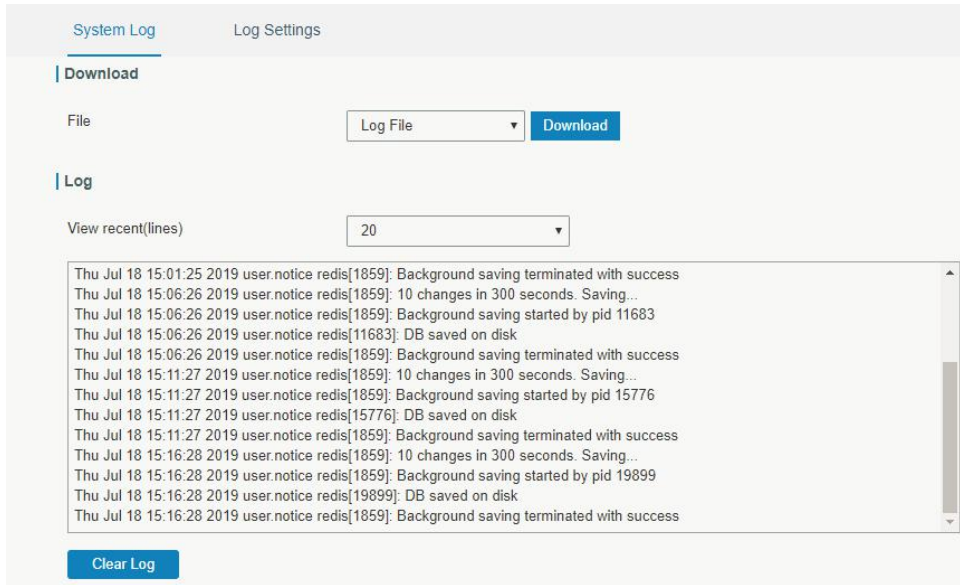 System Log Log Settings
Download
File Log File Download
Log
View recent(lines) 20
Thu Jul 18 15:01:25 2019 user.notice redis[1859]: Background saving terminated with success
Thu Jul 18 15:06:26 2019 user.notice redis[1859]: 10 changes in 300 seconds. Saving...
Thu Jul 18 15:06:26 2019 user.notice redis[1859]: Background saving started by pid 11683
Thu Jul 18 15:06:26 2019 user.notice redis[11683]: DB saved on disk
Thu Jul 18 15:06:26 2019 user.notice redis[1859]: Background saving terminated with success
Thu Jul 18 15:11:27 2019 user.notice redis[1859]: 10 changes in 300 seconds. Saving...
Thu Jul 18 15:11:27 2019 user.notice redis[1859]: Background saving started by pid 15776
Thu Jul 18 15:11:27 2019 user.notice redis[15776]: DB saved on disk
Thu Jul 18 15:11:27 2019 user.notice redis[1859]: Background saving terminated with success
Thu Jul 18 15:16:28 2019 user.notice redis[1859]: 10 changes in 300 seconds. Saving...
Thu Jul 18 15:16:28 2019 user.notice redis[1859]: Background saving started by pid 19899
Thu Jul 18 15:16:28 2019 user.notice redis[19899]: DB saved on disk
Thu Jul 18 15:16:28 2019 user.notice redis[1859]: Background saving terminated with success
Clear Log